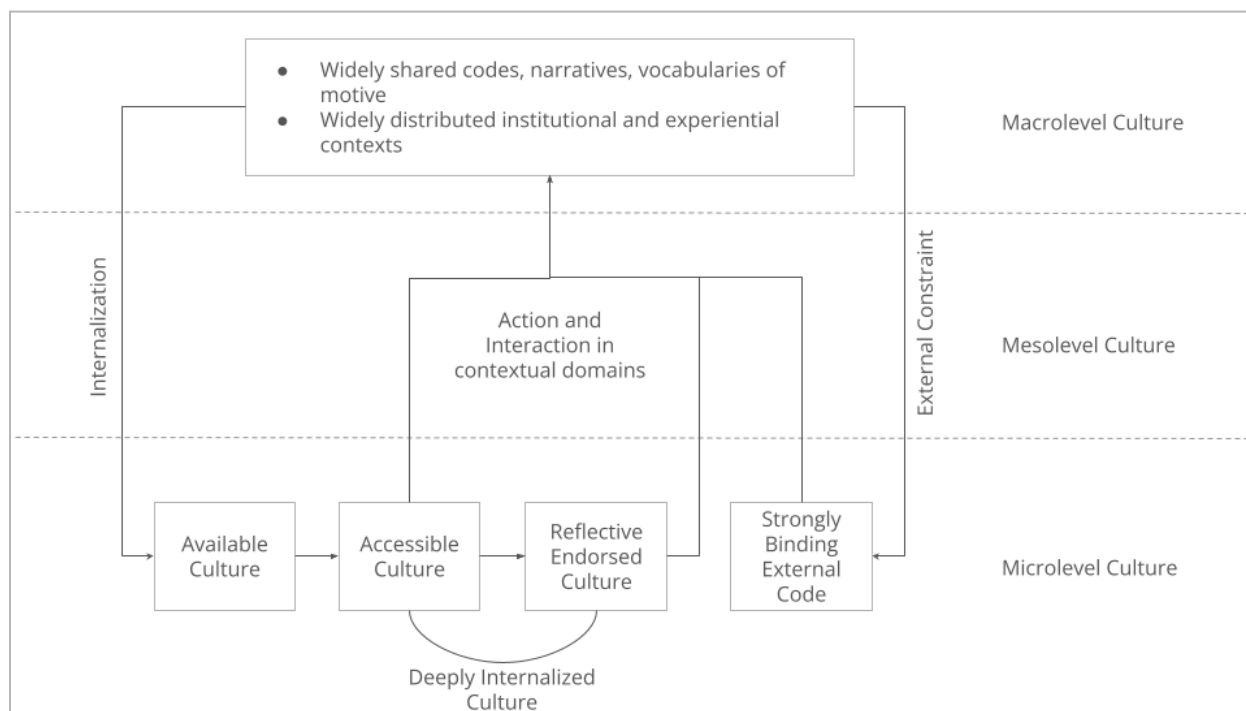 ● Widely shared codes, narratives, vocabularies of
motive
● Widely distributed institutional and experiential
contexts
Macrolevel Culture
Internalization
Action and
Interaction in
contextual domains
External Constraint
Mesolevel Culture
Available
Culture
Accessible
Culture
Reflective
Endorsed
Culture
Strongly
Binding
External
Code
Microlevel Culture
Deeply Internalized
Culture